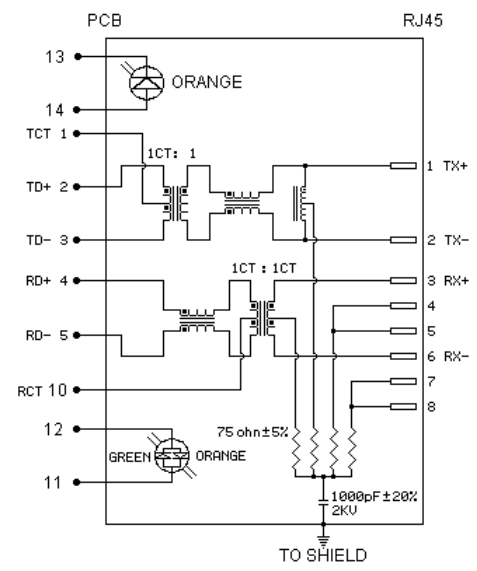 PCB RJ45
13
ORANGE
14
TCT 1
1CT: 1
1 TX+
TD+ 2
TD- 3
2 TX-
1CT : 1CT
RD+ 4
3 RX+
4
5
RD- 5
6 RX-
RCT 10
7
8
12
75 ohn±5%
GREEN ORANGE
11
1000pF±20%
2KV
TO SHIELD